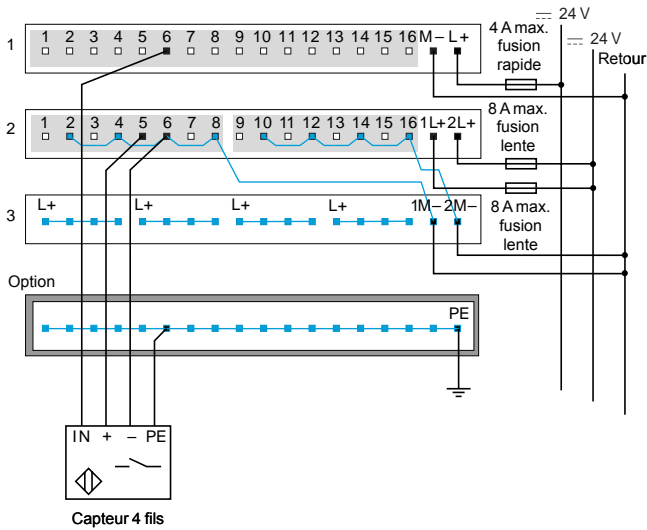 24 V
24 V
Retour
1
1 2 3 4 5 6 7 8 9 10 11 12 13 14 15 16 M– L+
4 A max.
fusion
rapide
2
1 2 3 4 5 6 7 8 9 10 11 12 13 14 15 16 1L+ 2L+
8 A max.
fusion
lente
3
L+ L+ L+ L+ 1M– 2M–
8 A max.
fusion
lente
Option
PE
IN + – PE
Capteur 4 fils